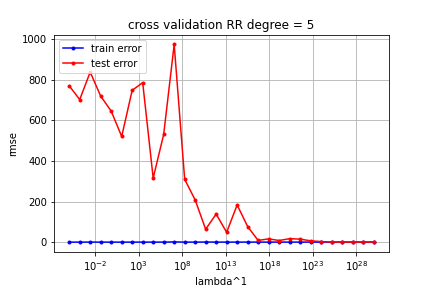 cross validation RR degree = 5
train error
test error
rmse
1000
800
600
400
200
0
10^−2 10^3 10^8 10^13 10^18 10^23 10^28
lambda^1